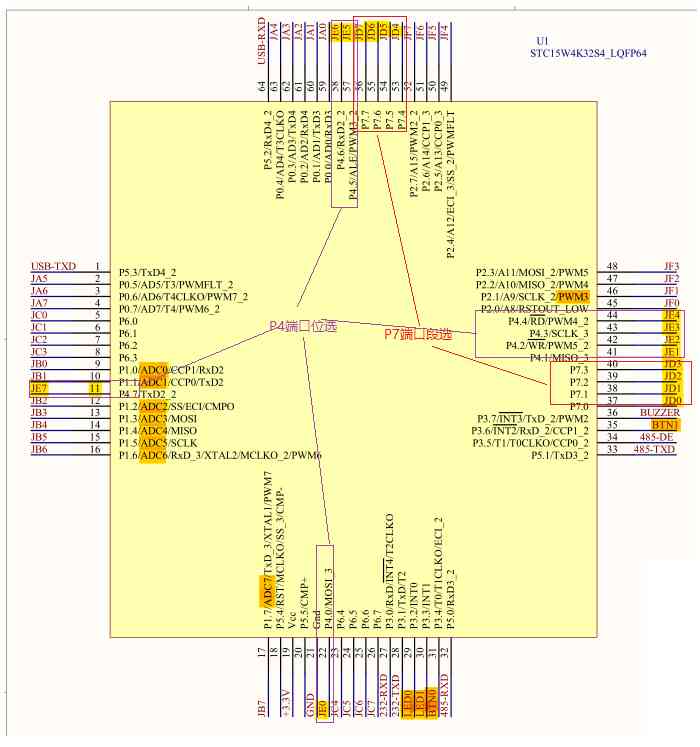 U1
STC15W4K32S4_LQFP64
USB-RXD
JA4
JA3
JA2
JA1
JA0
JE6
JE5
JD7
JD6
JD5
JD4
JF7
JF6
JF5
JF4
64
63
62
61
60
59
58
57
56
55
54
53
52
51
50
49
P5.2/RxD4_2
P0.4/AD4/T3CLKO
P0.3/AD3/TxD4
P0.2/AD2/RxD4
P0.1/AD1/TxD3
P0.0/AD0/RxD3
P4.6/RxD2_2
P4.5/ALE/PWM3_2
P7.7
P7.6
P7.5
P7.4
P2.7/A15/PWM2_2
P2.6/A14/CCP1_3
P2.5/A13/CCP0_3
P2.4/A12/ECI_3/SS_2/PWMFLT
USB-TXD 1 P5.3/TxD4_2
JA5 2 P0.5/AD5/T3/PWMFLT_2
JA6 3 P0.6/AD6/T4CLKO/PWM7_2
JA7 4 P0.7/AD7/T4/PWM6_2
JC0 5 P6.0
JC1 6 P6.1
JC2 7 P6.2
JC3 8 P6.3
JB0 9 P1.0/ADC0/CCP1/RxD2
JB1 10 P1.1/ADC1/CCP0/TxD2
JE7 11 P4.7/TxD2_2
JB2 12 P1.2/ADC2/SS/ECI/CMPO
JB3 13 P1.3/ADC3/MOSI
JB4 14 P1.4/ADC4/MISO
JB5 15 P1.5/ADC5/SCLK
JB6 16 P1.6/ADC6/RxD_3/XTAL2/MCLKO_2/PWM6
P4端口位选
P7端口段选
P2.3/A11/MOSI_2/PWM5 48 JF3
P2.2/A10/MISO_2/PWM4 47 JF2
P2.1/A9/SCLK_2/PWM3 46 JF1
P2.0/A8/RSTOUT_LOW 45 JF0
P4.4/RD/PWM4_2 44 JE4
P4.3/SCLK_3 43 JE3
P4.2/WR/PWM5_2 42 JE2
P4.1/MISO_3 41 JE1
P7.3 40 JD3
P7.2 39 JD2
P7.1 38 JD1
P7.0 37 JD0
P3.7/INT3/TxD_2/PWM2 36 BUZZER
P3.6/INT2/RxD_2/CCP1_2 35 BTN3
P3.5/T1/T0CLKO/CCP0_2 34 485-DE
P5.1/TxD3_2 33 485-TXD
P1.7/ADC7/TxD_3/XTAL1/PWM7
P5.4/RST/MCLKO/SS_3/CMP-
Vcc
P5.5/CMP+
Gnd
P4.0/MOSI_3
P6.4
P6.5
P6.6
P6.7
P3.0/RxD/INT4/T2CLKO
P3.1/TxD/T2
P3.2/INT0
P3.3/INT1
P3.4/T0/T1CLKO/ECI_2
P5.0/RxD3_2
17
18
19
20
21
22
23
24
25
26
27
28
29
30
31
32
JB7
+3.3V
GND
JE0
JC4
JC5
JC6
JC7
232-RXD
232-TXD
LED0
LED1
BTN0
485-RXD